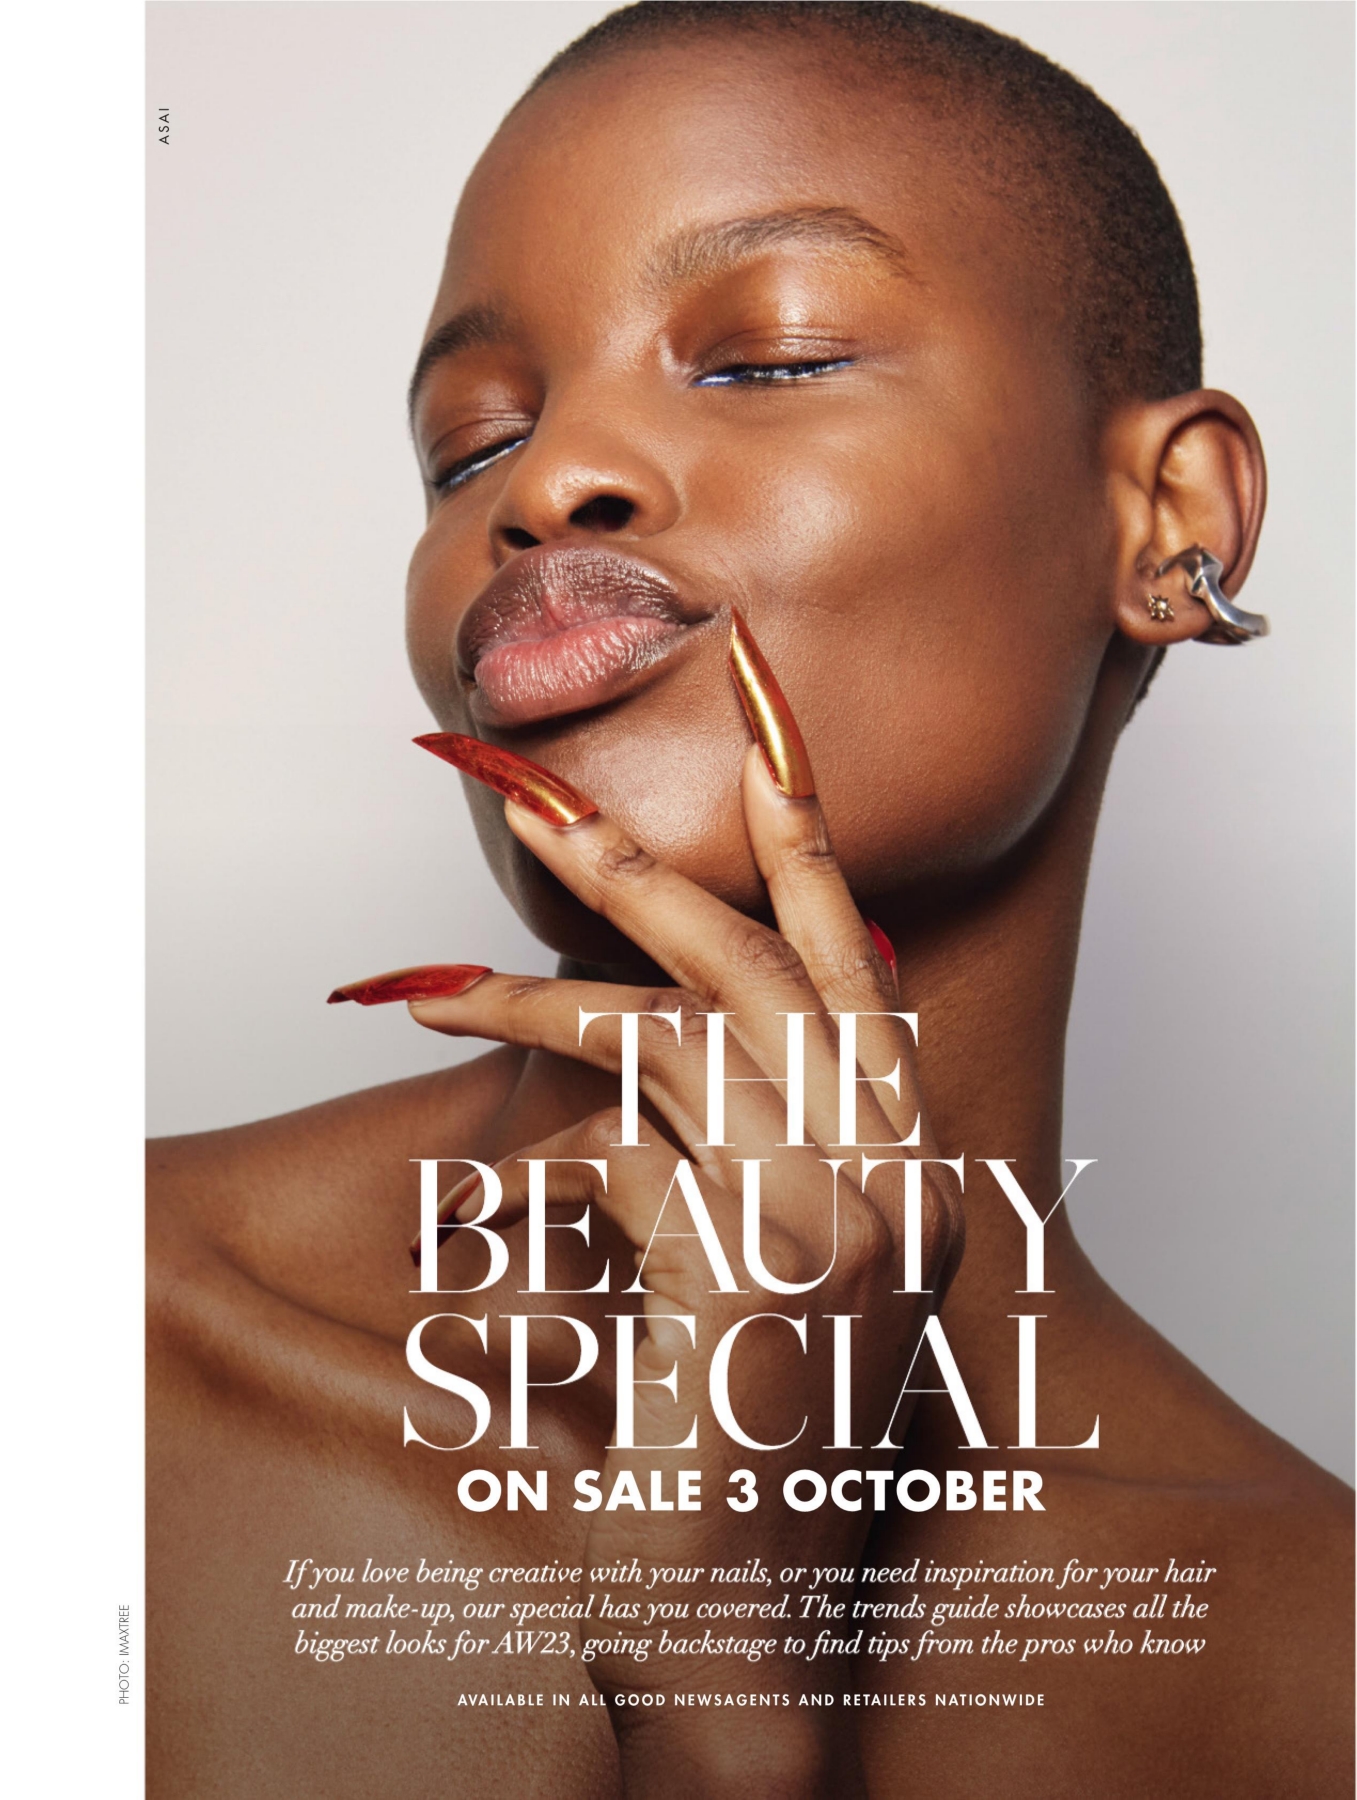 ASAI
THE
BEAUTY
SPECIAL
ON SALE 3 OCTOBER
If you love being creative with your nails, or you need inspiration for your hair
and make-up, our special has you covered. The trends guide showcases all the
biggest looks for AW23, going backstage to find tips from the pros who know
AVAILABLE IN ALL GOOD NEWSAGENTS AND RETAILERS NATIONWIDE
PHOTO: IMAXTREE